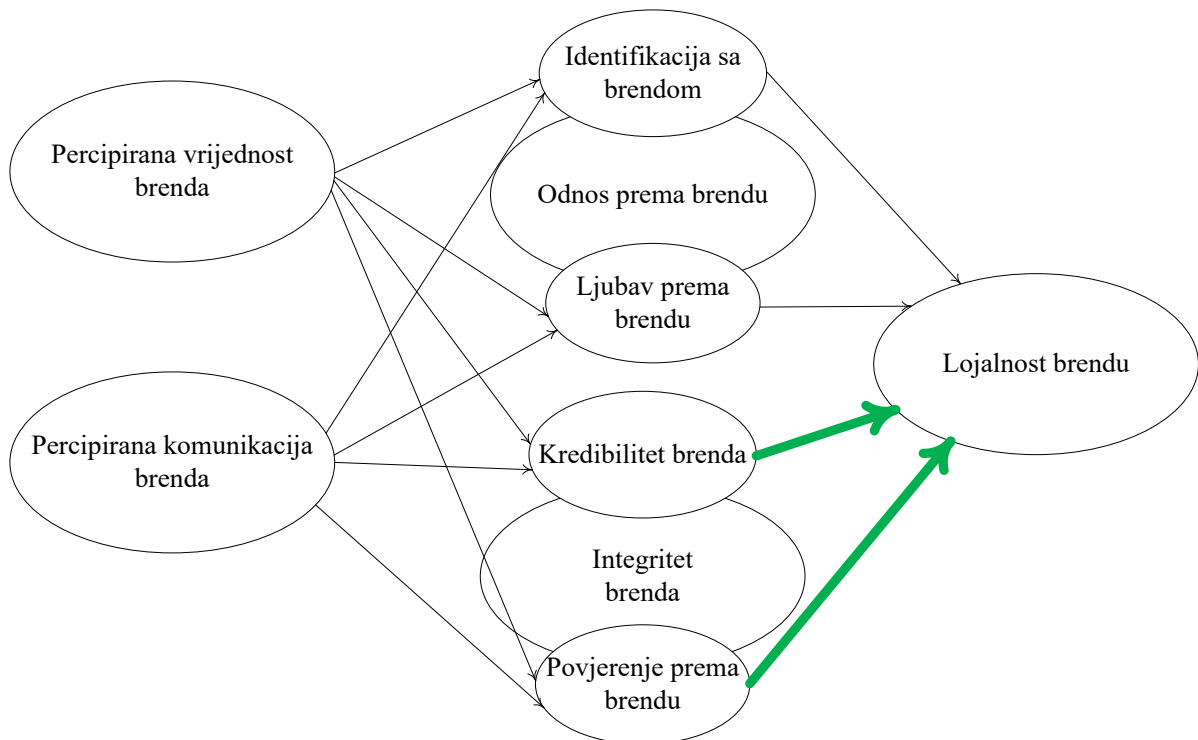 Identifikacija sa
brendom
Percipirana vrijednost
brenda
Odnos prema brendu
Ljubav prema
brendu
Lojalnost brendu
Percipirana komunikacija
brenda
Kredibilitet brenda
Integritet
brenda
Povjerenje prema
brendu